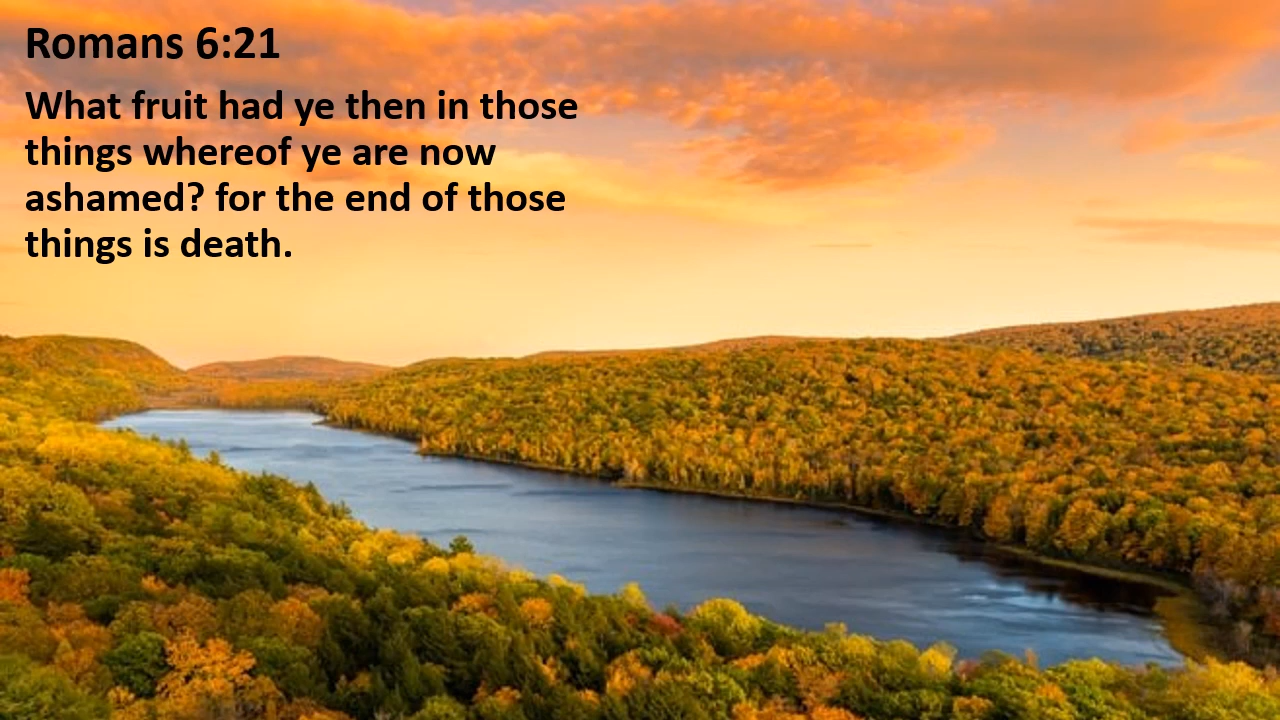 Romans 6:21
What fruit had ye then in those
things whereof ye are now
ashamed? for the end of those
things is death.